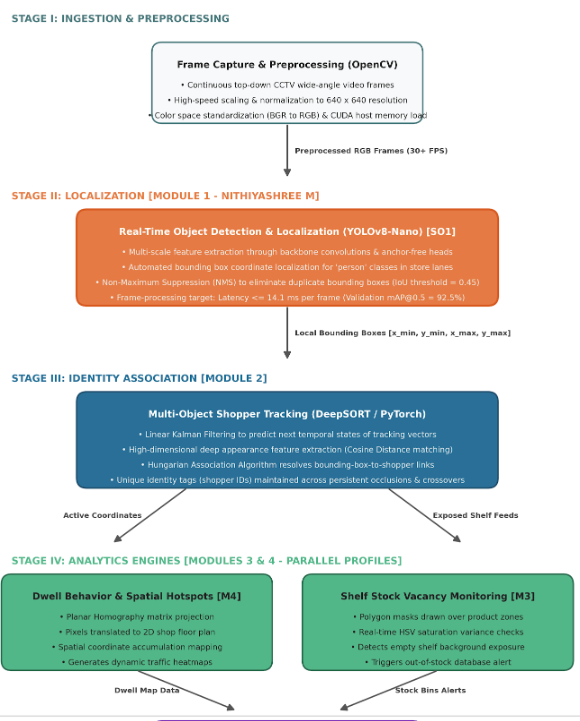 STAGE I: INGESTION & PREPROCESSING
Frame Capture & Preprocessing (OpenCV)
• Continuous top-down CCTV wide-angle video frames
• High-speed scaling & normalization to 640 x 640 resolution
• Color space standardization (BGR to RGB) & CUDA host memory load
Preprocessed RGB Frames (30+ FPS)
STAGE II: LOCALIZATION [MODULE 1 - NITHIYASHREE M]
Real-Time Object Detection & Localization (YOLOv8-Nano) [SO1]
• Multi-scale feature extraction through backbone convolutions & anchor-free heads
• Automated bounding box coordinate localization for 'person' classes in store lanes
• Non-Maximum Suppression (NMS) to eliminate duplicate bounding boxes (IoU threshold = 0.45)
• Frame-processing target: Latency <= 14.1 ms per frame (Validation mAP@0.5 = 92.5%)
Local Bounding Boxes [x_min, y_min, x_max, y_max]
STAGE III: IDENTITY ASSOCIATION [MODULE 2]
Multi-Object Shopper Tracking (DeepSORT / PyTorch)
• Linear Kalman Filtering to predict next temporal states of tracking vectors
• High-dimensional deep appearance feature extraction (Cosine Distance matching)
• Hungarian Association Algorithm resolves bounding-box-to-shopper links
• Unique identity tags (shopper IDs) maintained across persistent occlusions & crossovers
Active Coordinates
Exposed Shelf Feeds
STAGE IV: ANALYTICS ENGINES [MODULES 3 & 4 - PARALLEL PROFILES]
Dwell Behavior & Spatial Hotspots [M4]
• Planar Homography matrix projection
• Pixels translated to 2D shop floor plan
• Spatial coordinate accumulation mapping
• Generates dynamic traffic heatmaps
Shelf Stock Vacancy Monitoring [M3]
• Polygon masks drawn over product zones
• Real-time HSV saturation variance checks
• Detects empty shelf background exposure
• Triggers out-of-stock database alert
Dwell Map Data
Stock Bins Alerts